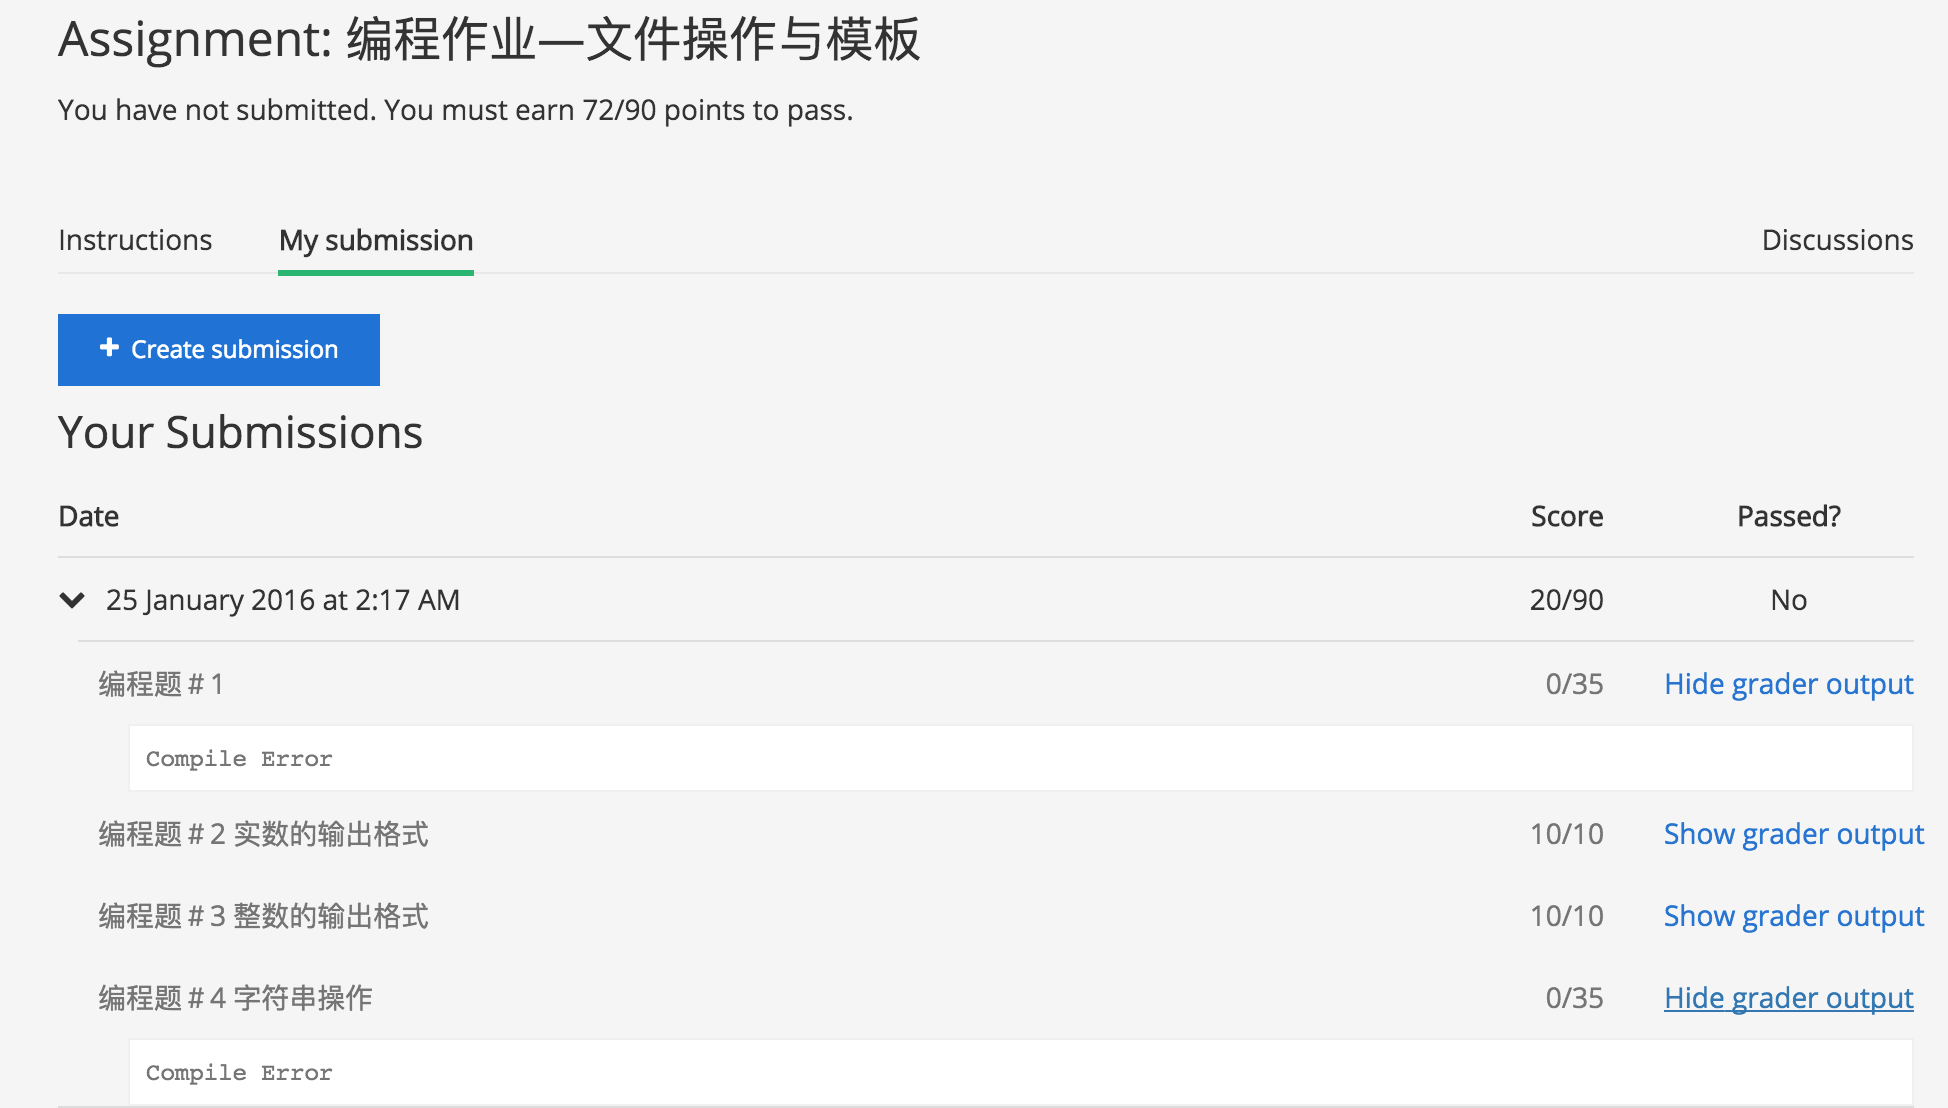 Assignment: 编程作业—文件操作与模板
You have not submitted. You must earn 72/90 points to pass.
Instructions My submission Discussions
+ Create submission
Your Submissions
Date Score Passed?
25 January 2016 at 2:17 AM 20/90 No
编程题＃1 0/35 Hide grader output
Compile Error
编程题＃2 实数的输出格式 10/10 Show grader output
编程题＃3 整数的输出格式 10/10 Show grader output
编程题＃4 字符串操作 0/35 Hide grader output
Compile Error